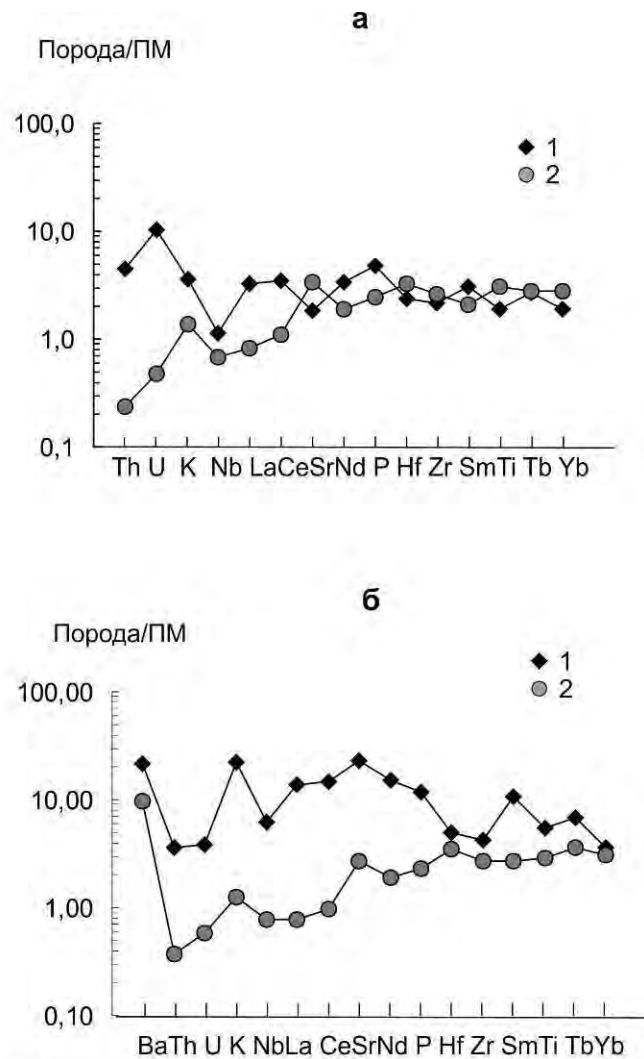 а
Порода/ПМ
100,0
1
2
10,0
1,0
0,1
Th U K Nb LaCeSrNd P Hf Zr SmTi Tb Yb
б
Порода/ПМ
1
2
100,00
10,00
1,00
0,10
BaTh U K NbLa CeSrNd P Hf Zr SmTi TbYb